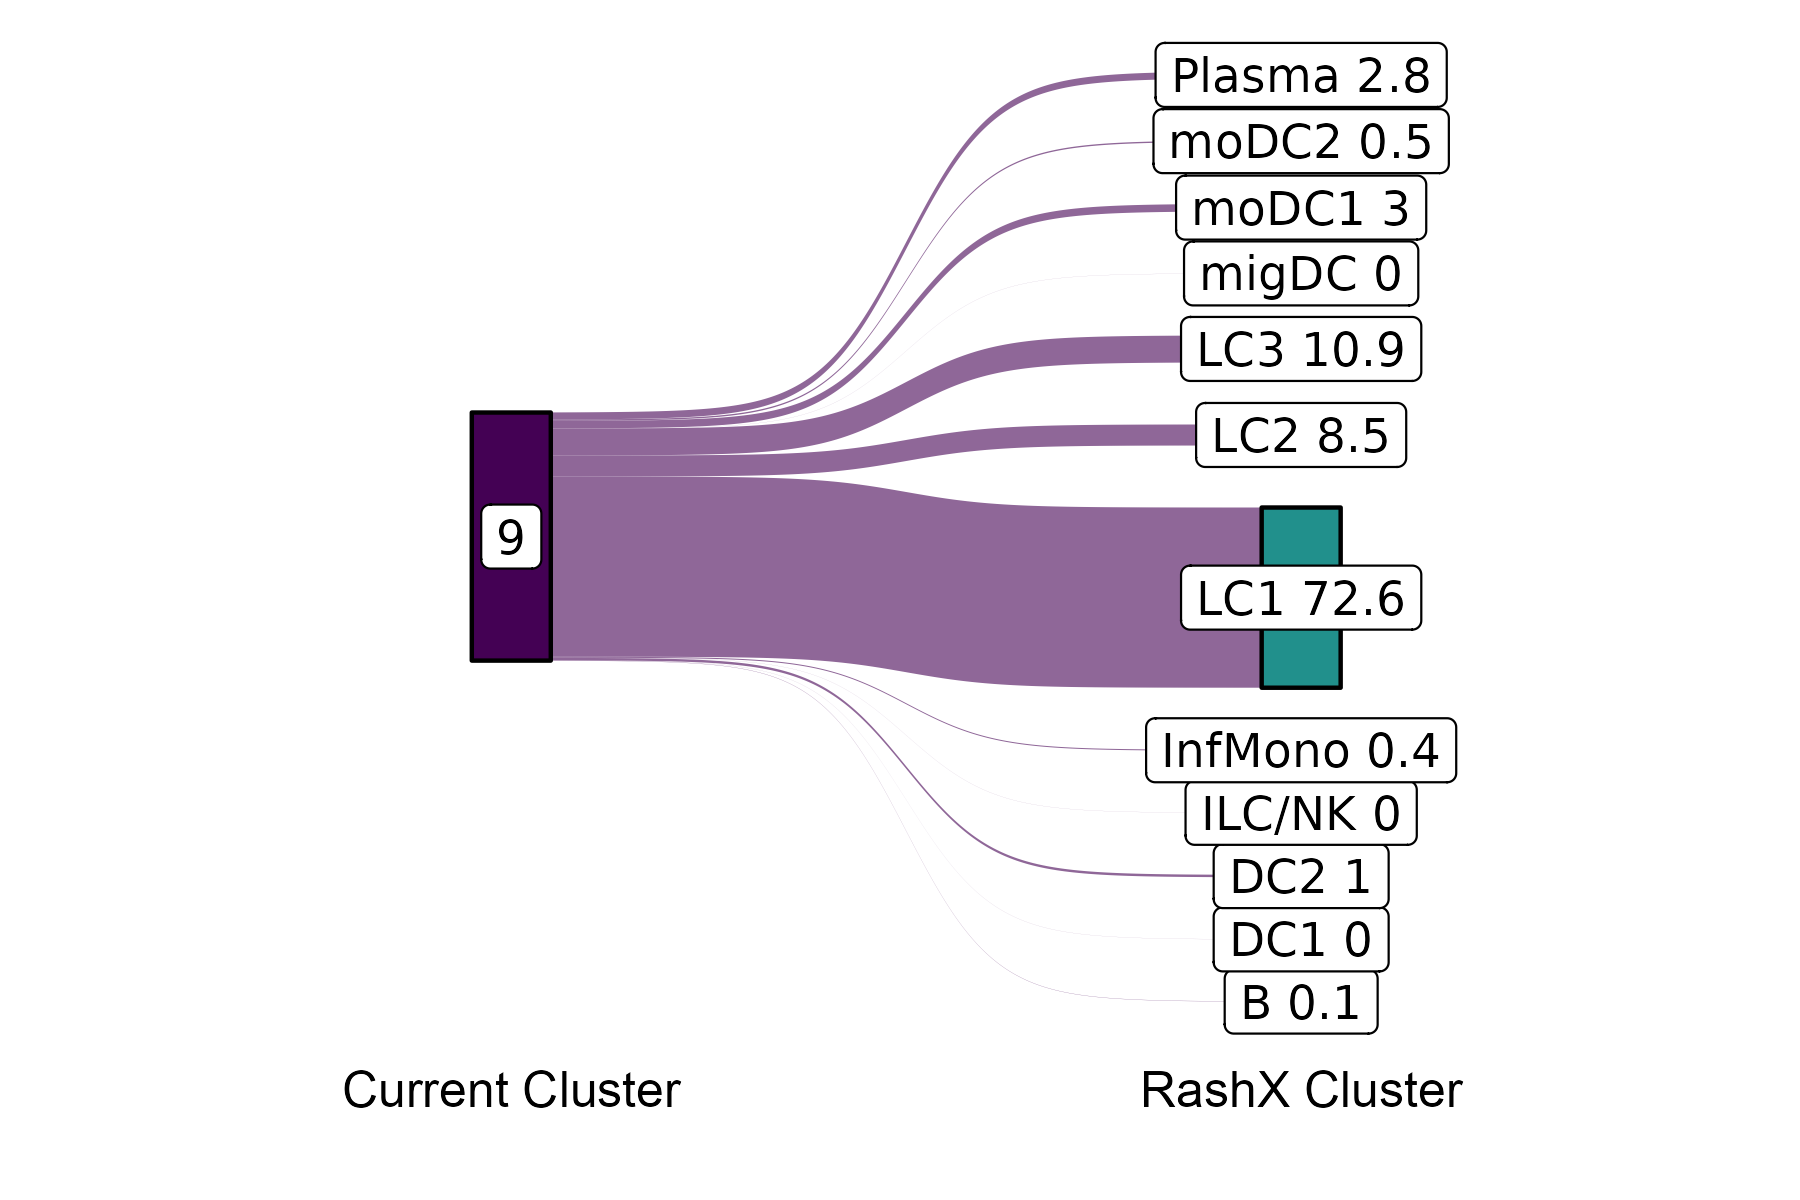 Plasma 2.8
moDC2 0.5
moDC1 3
migDC 0
LC3 10.9
LC2 8.5
9
LC1 72.6
InfMono 0.4
ILC/NK 0
DC2 1
DC1 0
B 0.1
Current Cluster
RashX Cluster